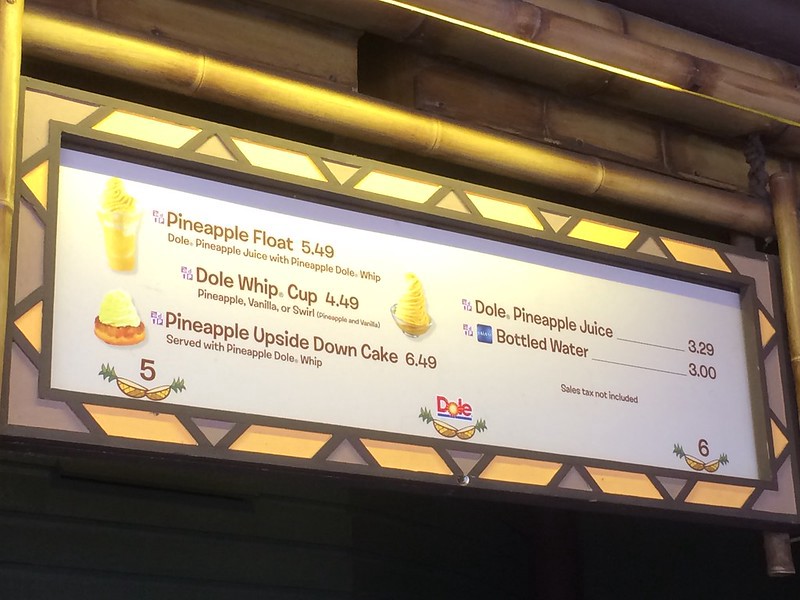 Pineapple Float 5.49
Dole® Pineapple Juice with Pineapple Dole® Whip
Dole Whip® Cup 4.49
Pineapple, Vanilla, or Swirl (Pineapple and Vanilla)
Pineapple Upside Down Cake 6.49
Served with Pineapple Dole® Whip
5
Dole® Pineapple Juice 3.29
Bottled Water 3.00
Sales tax not included
Dole
6